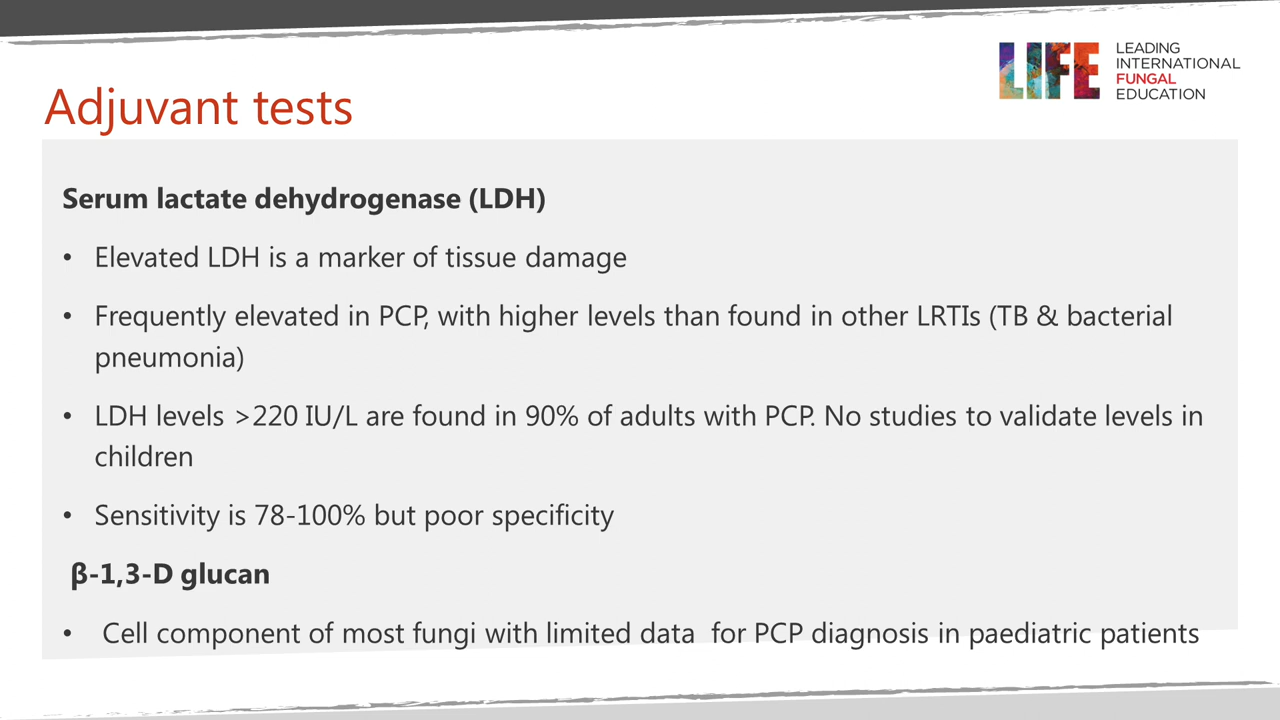 LIFE
LEADING
INTERNATIONAL
FUNGAL
EDUCATION
Adjuvant tests
Serum lactate dehydrogenase (LDH)
• Elevated LDH is a marker of tissue damage
• Frequently elevated in PCP, with higher levels than found in other LRTIs (TB & bacterial
pneumonia)
• LDH levels >220 IU/L are found in 90% of adults with PCP. No studies to validate levels in
children
• Sensitivity is 78-100% but poor specificity
β-1,3-D glucan
• Cell component of most fungi with limited data  for PCP diagnosis in paediatric patients